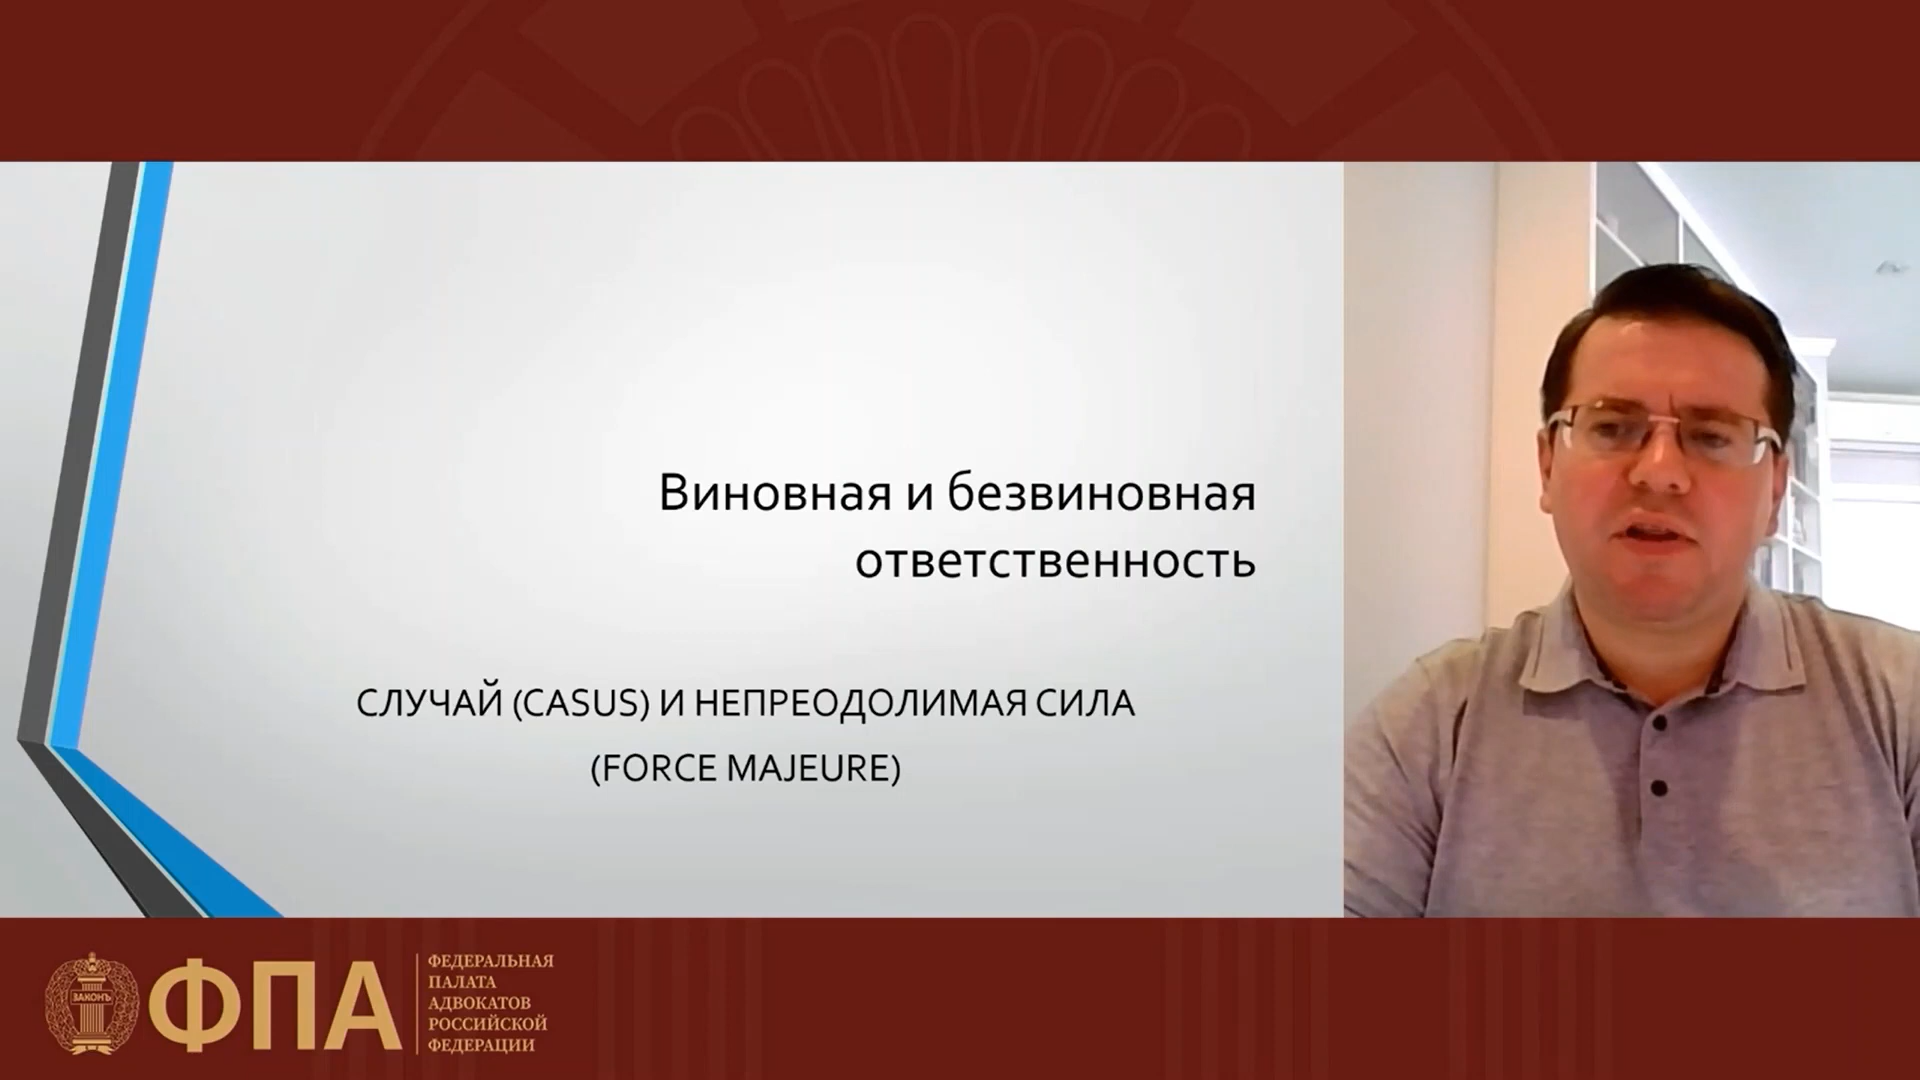 Виновная и безвиновная
ответственность
СЛУЧАЙ (CASUS) И НЕПРЕОДОЛИМАЯ СИЛА
(FORCE MAJEURE)
ЗАКОНЪ
ФПА
ФЕДЕРАЛЬНАЯ
ПАЛАТА
АДВОКАТОВ
РОССИЙСКОЙ
ФЕДЕРАЦИИ